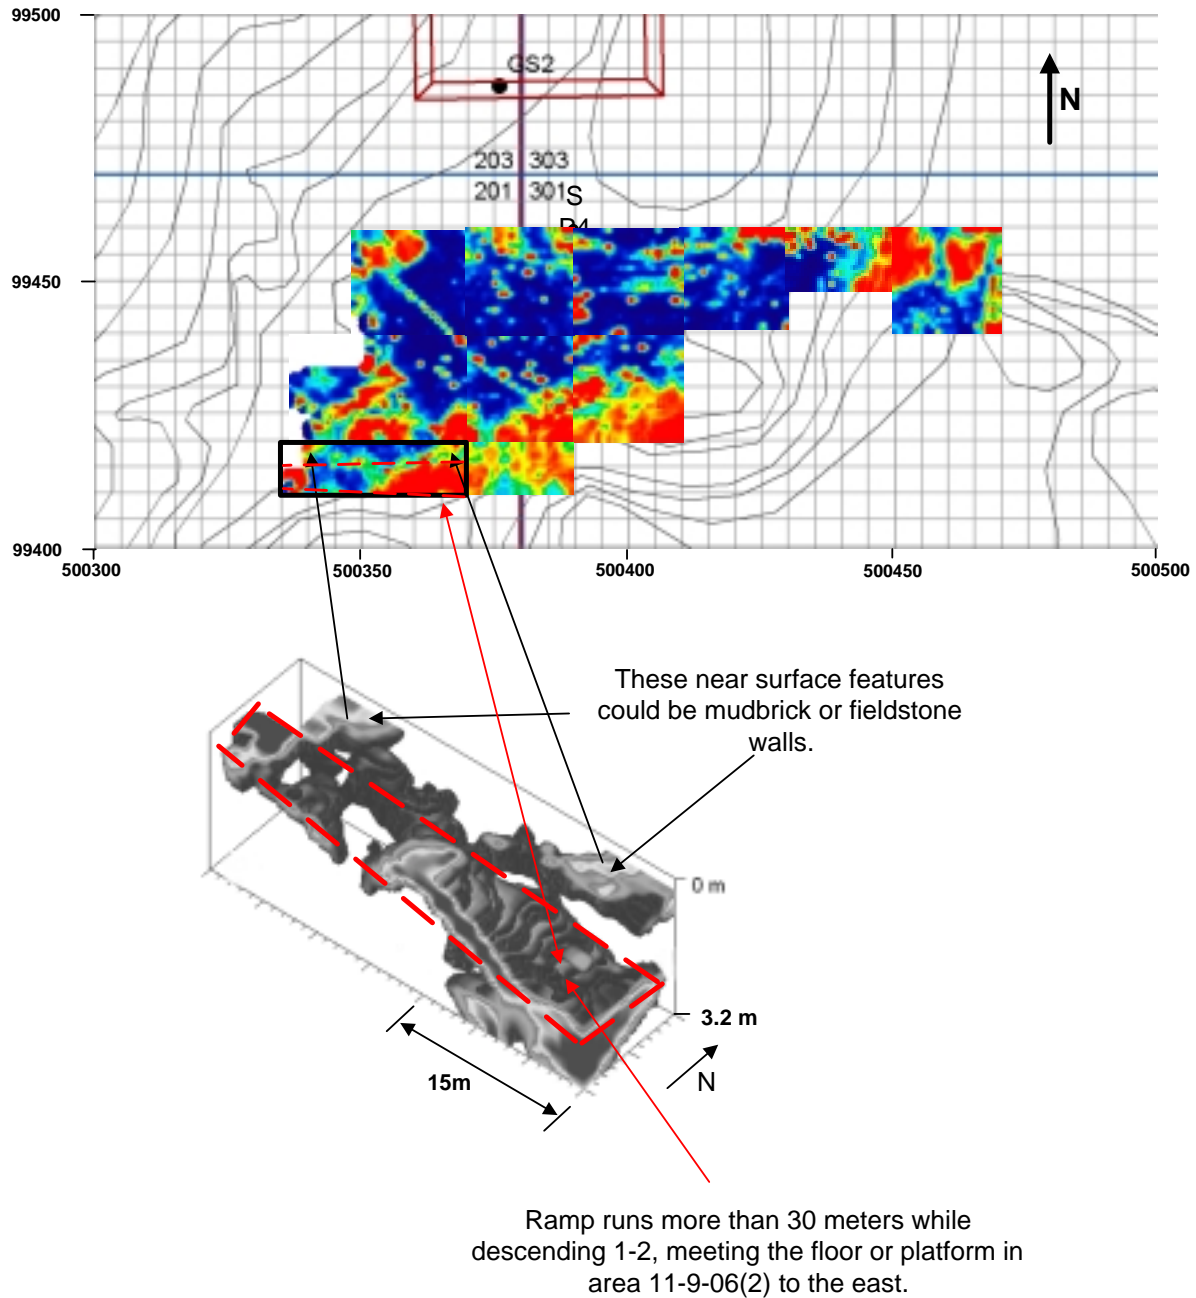 99500
GS2
N
203 303
201 301
S
P4
99450
99400
500300 500350 500400 500450 500500
These near surface features
could be mudbrick or fieldstone
walls.
0 m
3.2 m
15m
N
Ramp runs more than 30 meters while
descending 1-2, meeting the floor or platform in
area 11-9-06(2) to the east.